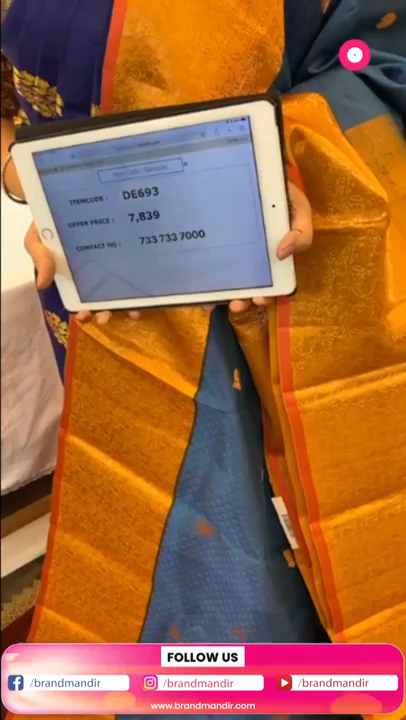 ITEMCODE : DE693
OFFER PRICE : 7,839
CONTACT NO : 733 733 7000
FOLLOW US
/brandmandir
/brandmandir
/brandmandir
www.brandmandir.com